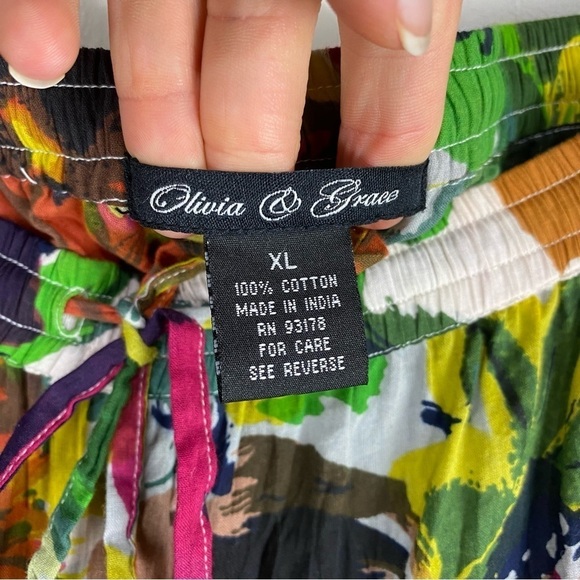 Olivia & Grace
XL
100% COTTON
MADE IN INDIA
RN 93178
FOR CARE
SEE REVERSE